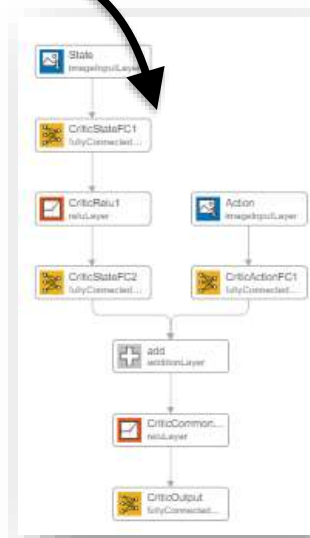 State
imageInputLayer
CriticStateFC1
fullyConnected...
CriticRelu1
reluLayer
Action
imageInputLayer
CriticStateFC2
fullyConnected...
CriticActionFC1
fullyConnected...
add
additionLayer
CriticCommon...
reluLayer
CriticOutput
fullyConnected...